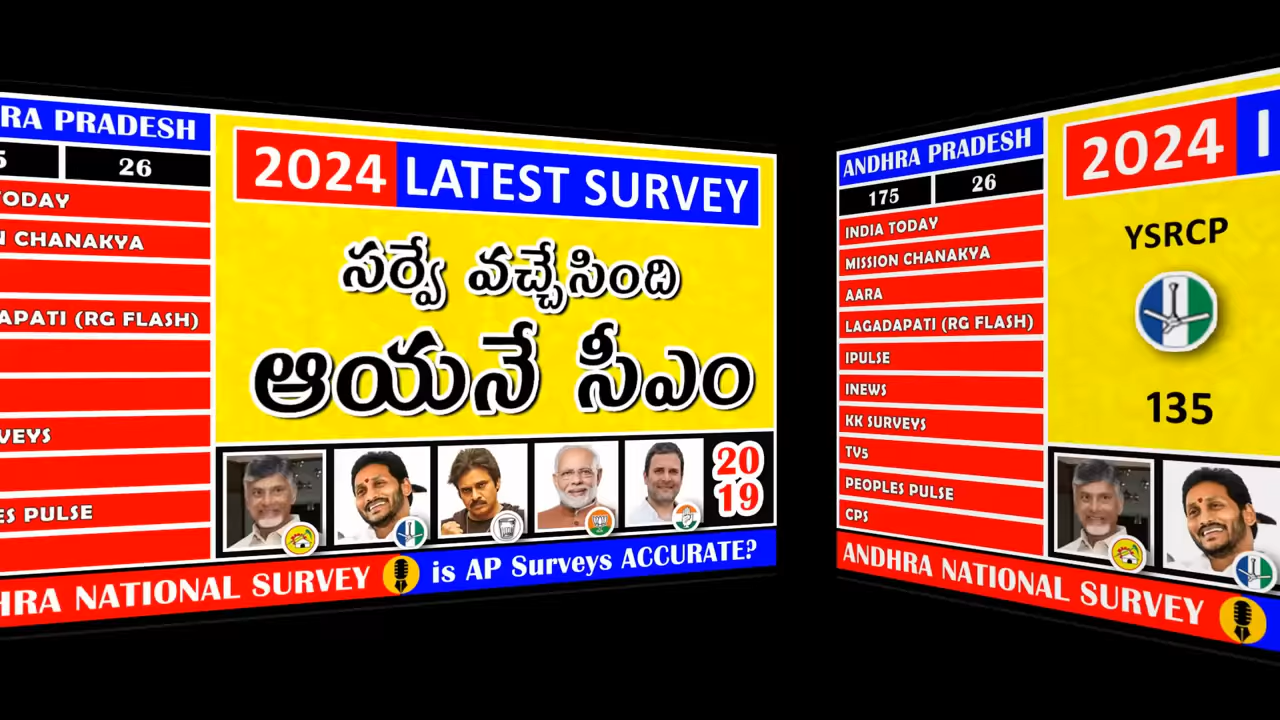 RA PRADESH
5 26
TODAY
N CHANAKYA
APATI (RG FLASH)
VEYS
ES PULSE
2024 LATEST SURVEY
సర్వే వచ్చేసింది
ఆయనే సీఎం
20
19
HRA NATIONAL SURVEY is AP Surveys ACCURATE?
ANDHRA PRADESH
175 26
INDIA TODAY
MISSION CHANAKYA
AARA
LAGADAPATI (RG FLASH)
IPULSE
INEWS
KK SURVEYS
TV5
PEOPLES PULSE
CPS
2024
YSRCP
135
ANDHRA NATIONAL SURVEY